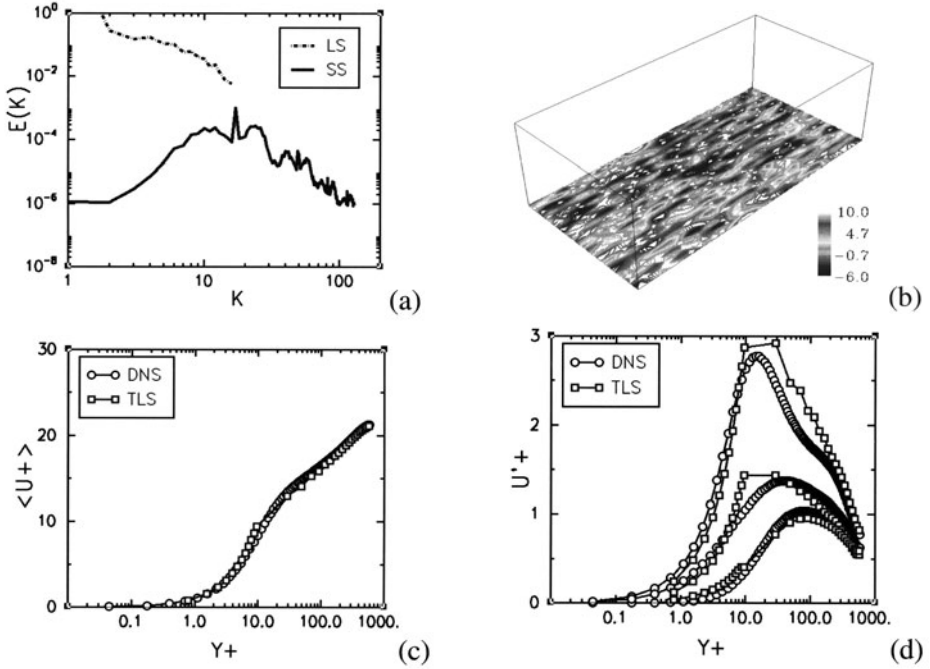 10⁰
10⁻²
10⁻⁴
10⁻⁶
10⁻⁸
E(K)
LS
SS
1
10
100
K
(a)
10.0
4.7
-0.7
-6.0
(b)
30
20
10
0
<U+>
DNS
TLS
0.1
1.0
10.0
100.0
1000.
Y+
(c)
3
2
1
0
U'+
DNS
TLS
0.1
1.0
10.0
100.0
1000.
Y+
(d)